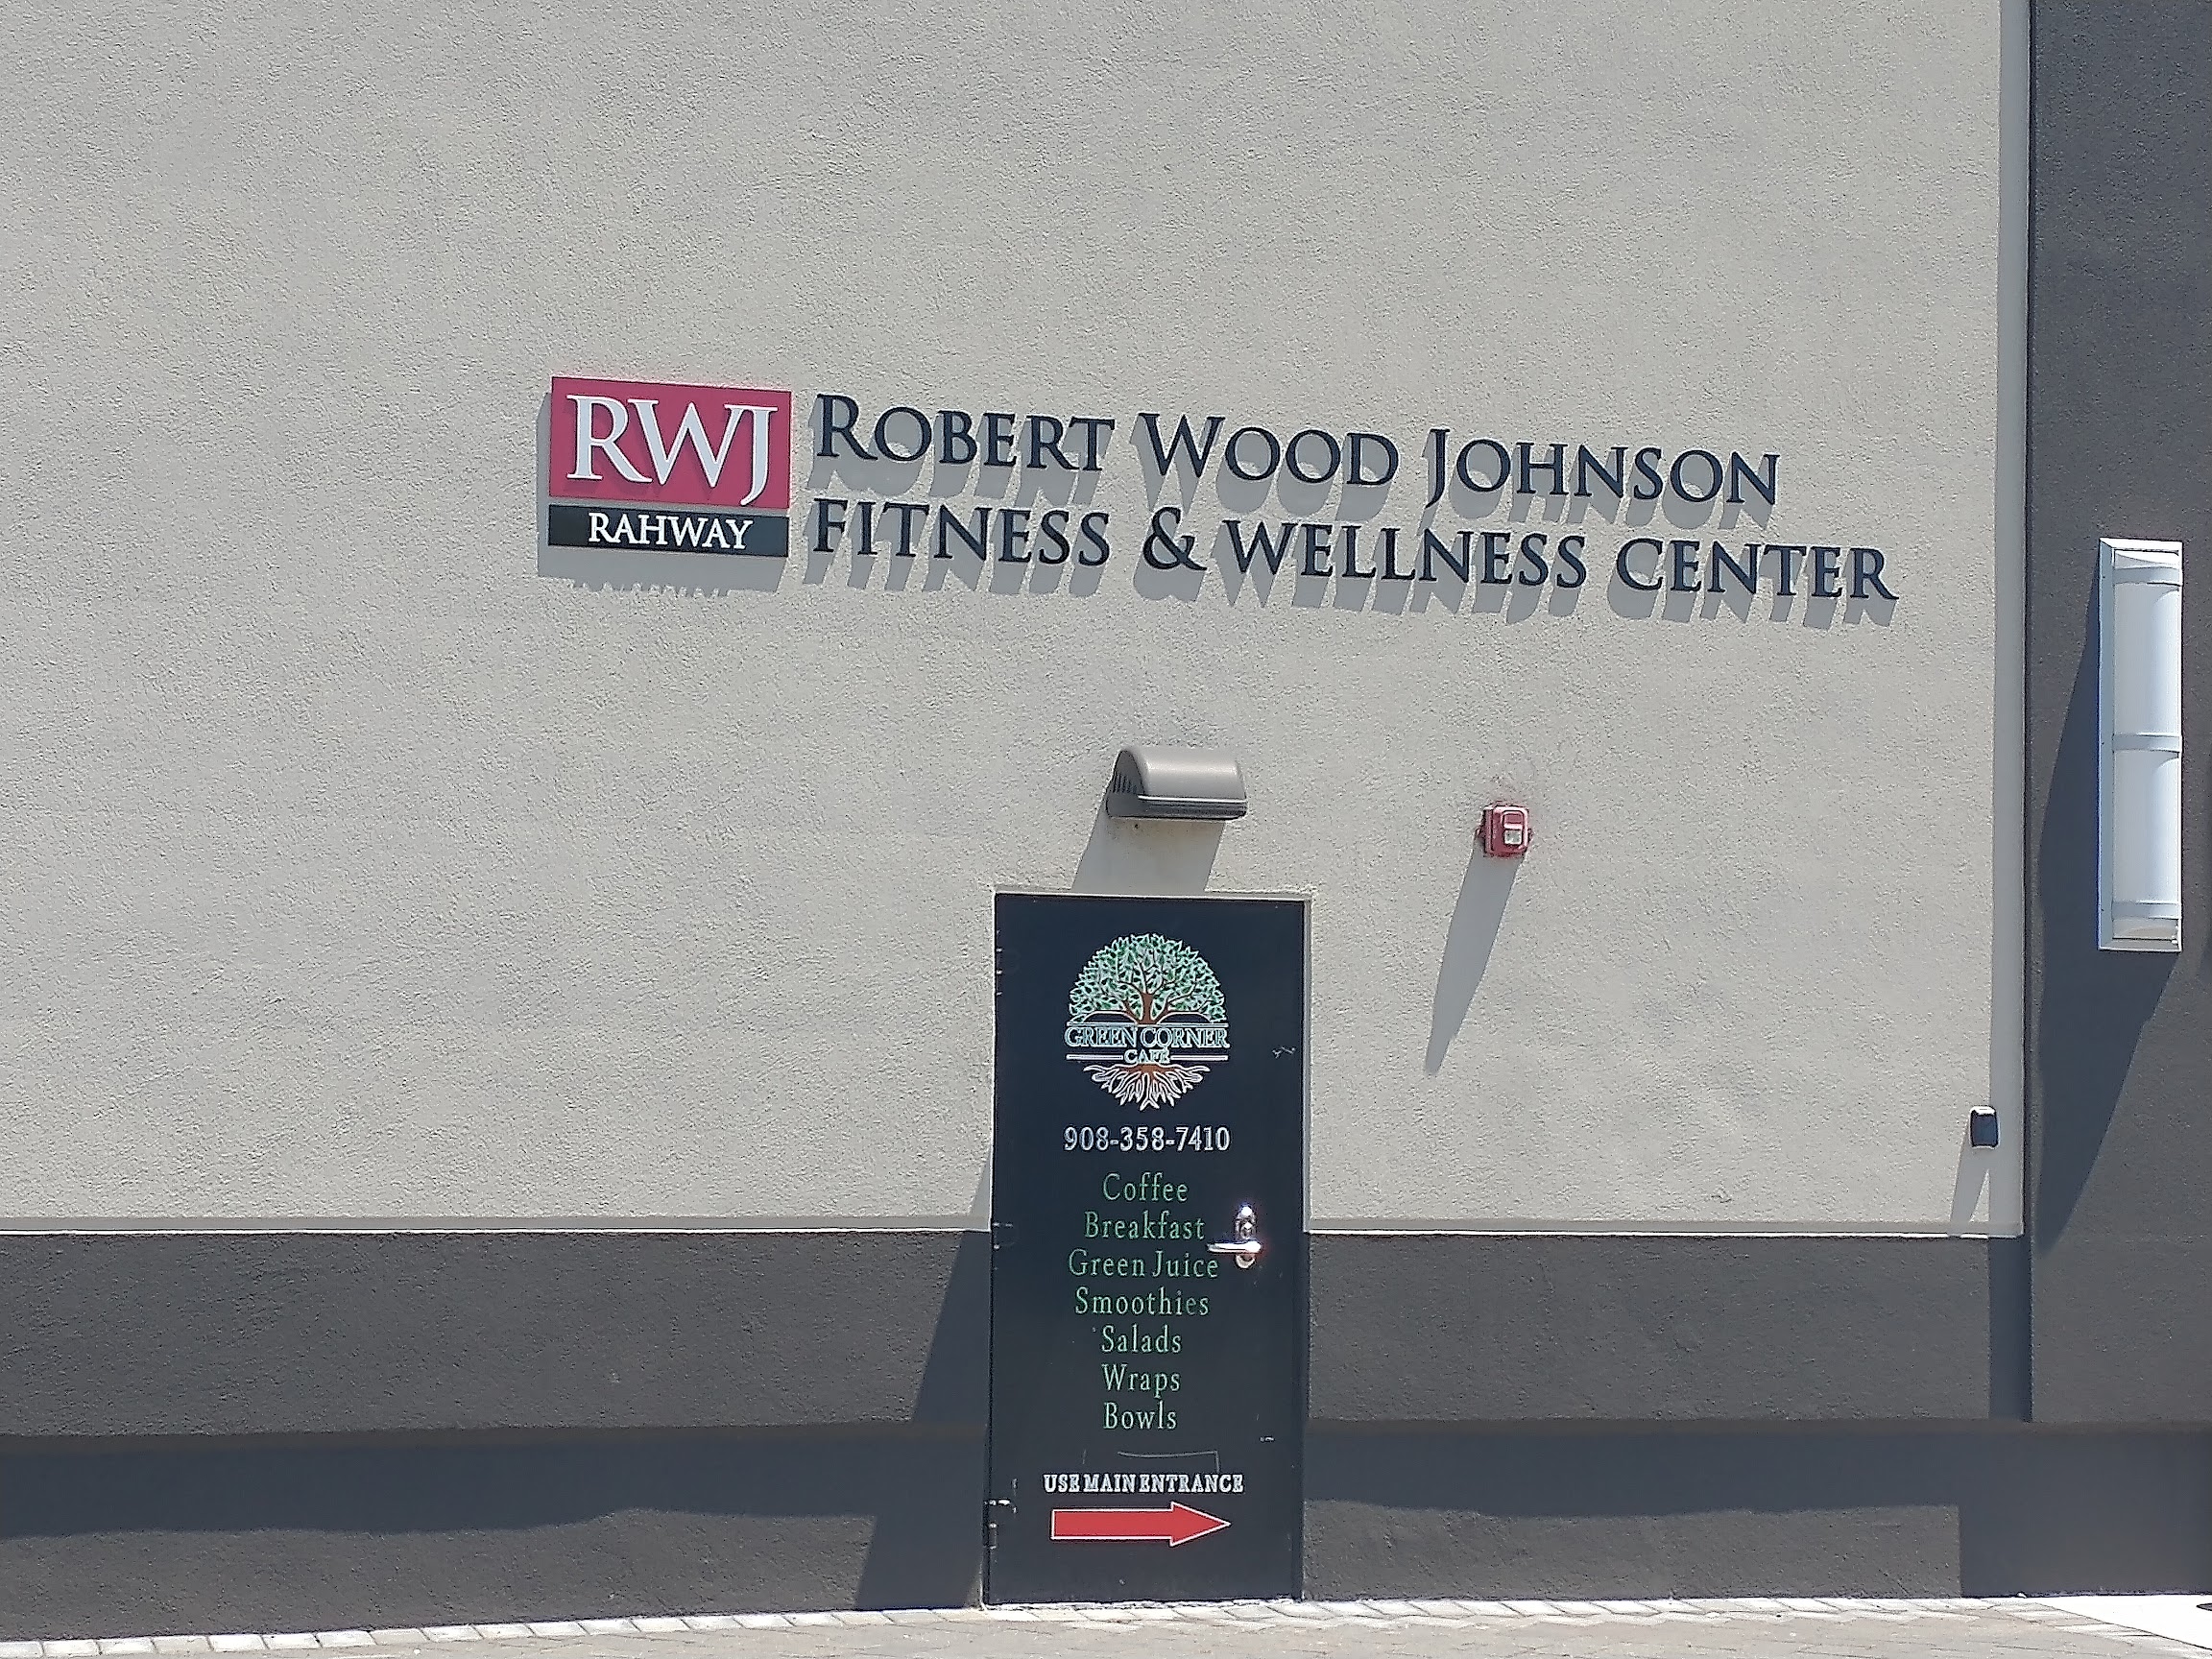 RWJ
RAHWAY
ROBERT WOOD JOHNSON
FITNESS & WELLNESS CENTER
GREEN CORNER
CAFÉ
908-358-7410
Coffee
Breakfast
Green Juice
Smoothies
Salads
Wraps
Bowls
USE MAIN ENTRANCE